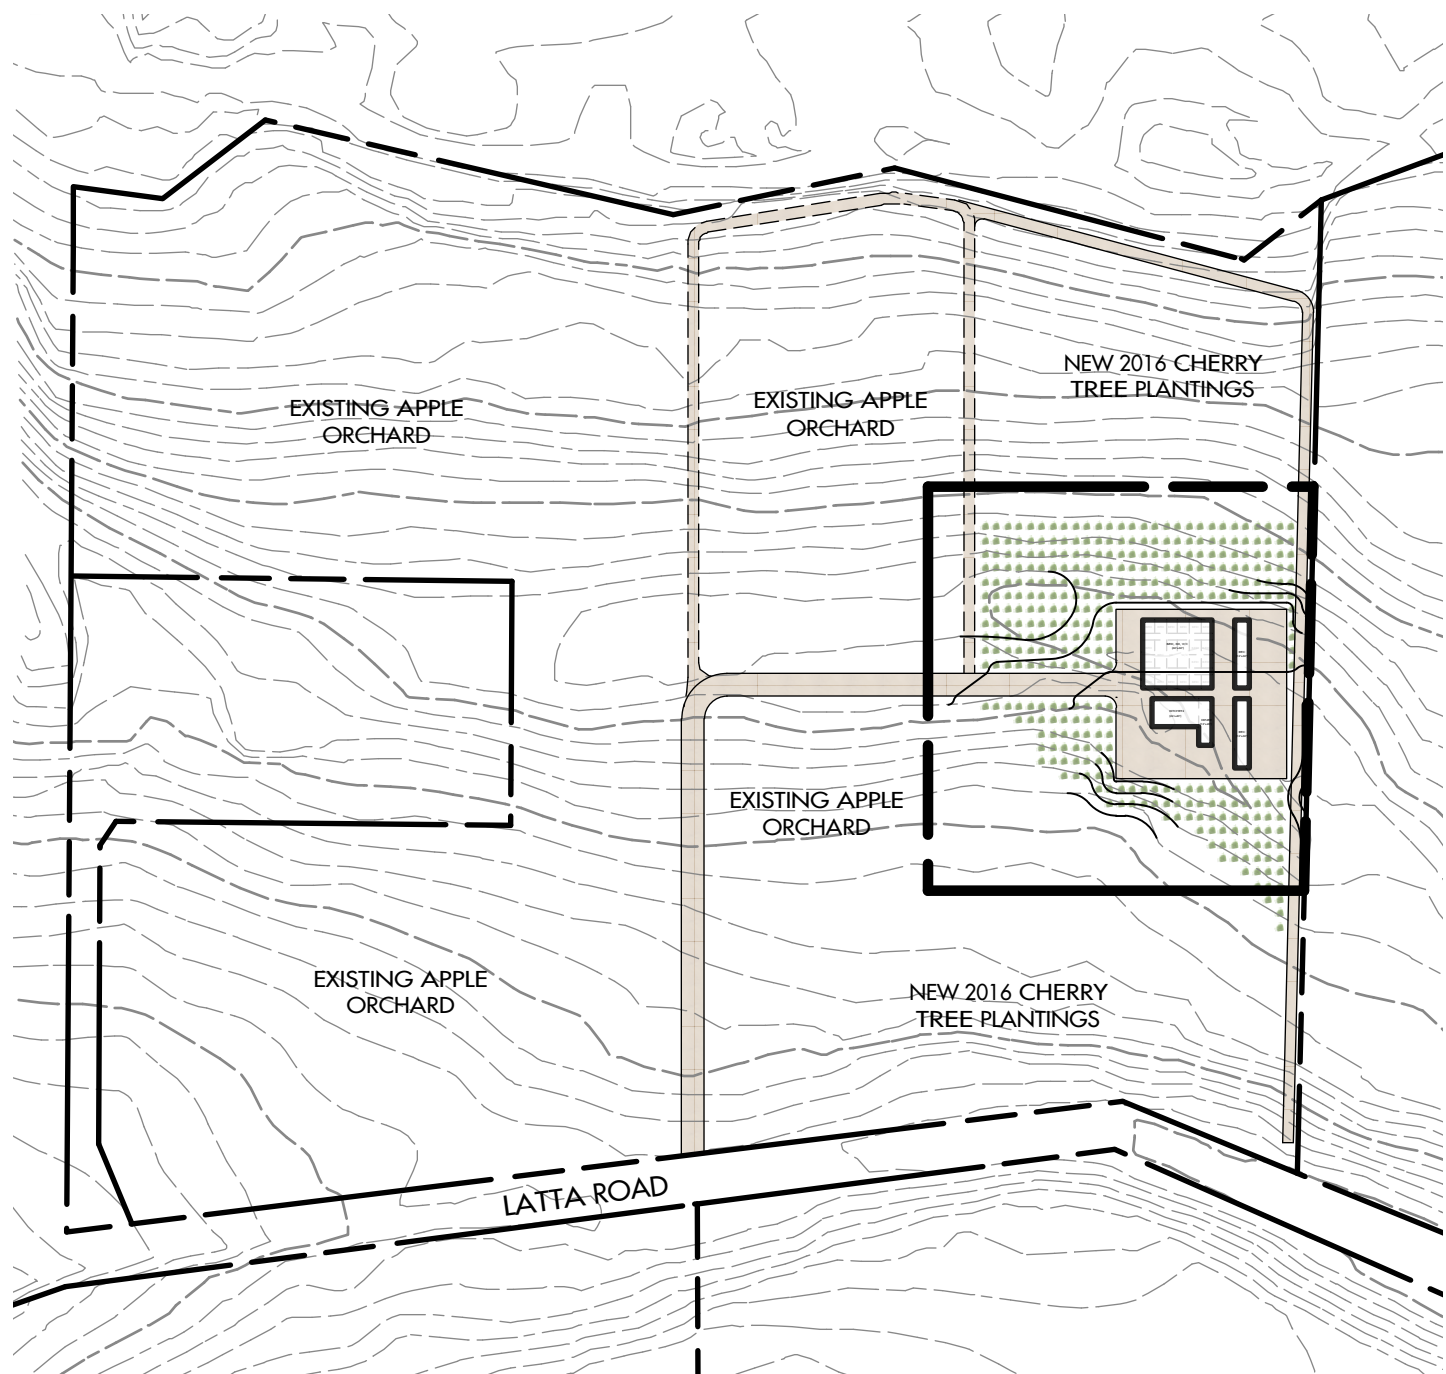 NEW 2016 CHERRY
TREE PLANTINGS
EXISTING APPLE
ORCHARD
EXISTING APPLE
ORCHARD
EXISTING APPLE
ORCHARD
EXISTING APPLE
ORCHARD
NEW 2016 CHERRY
TREE PLANTINGS
LATTA ROAD